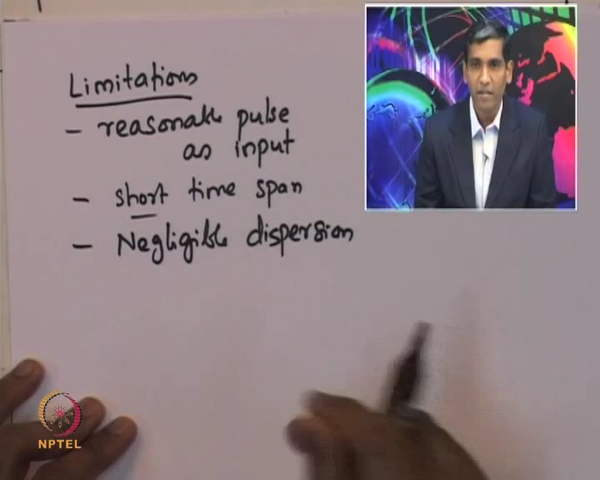 Limitations
- reasonable pulse
as input
- short time span
- Negligible dispersion
NPTEL